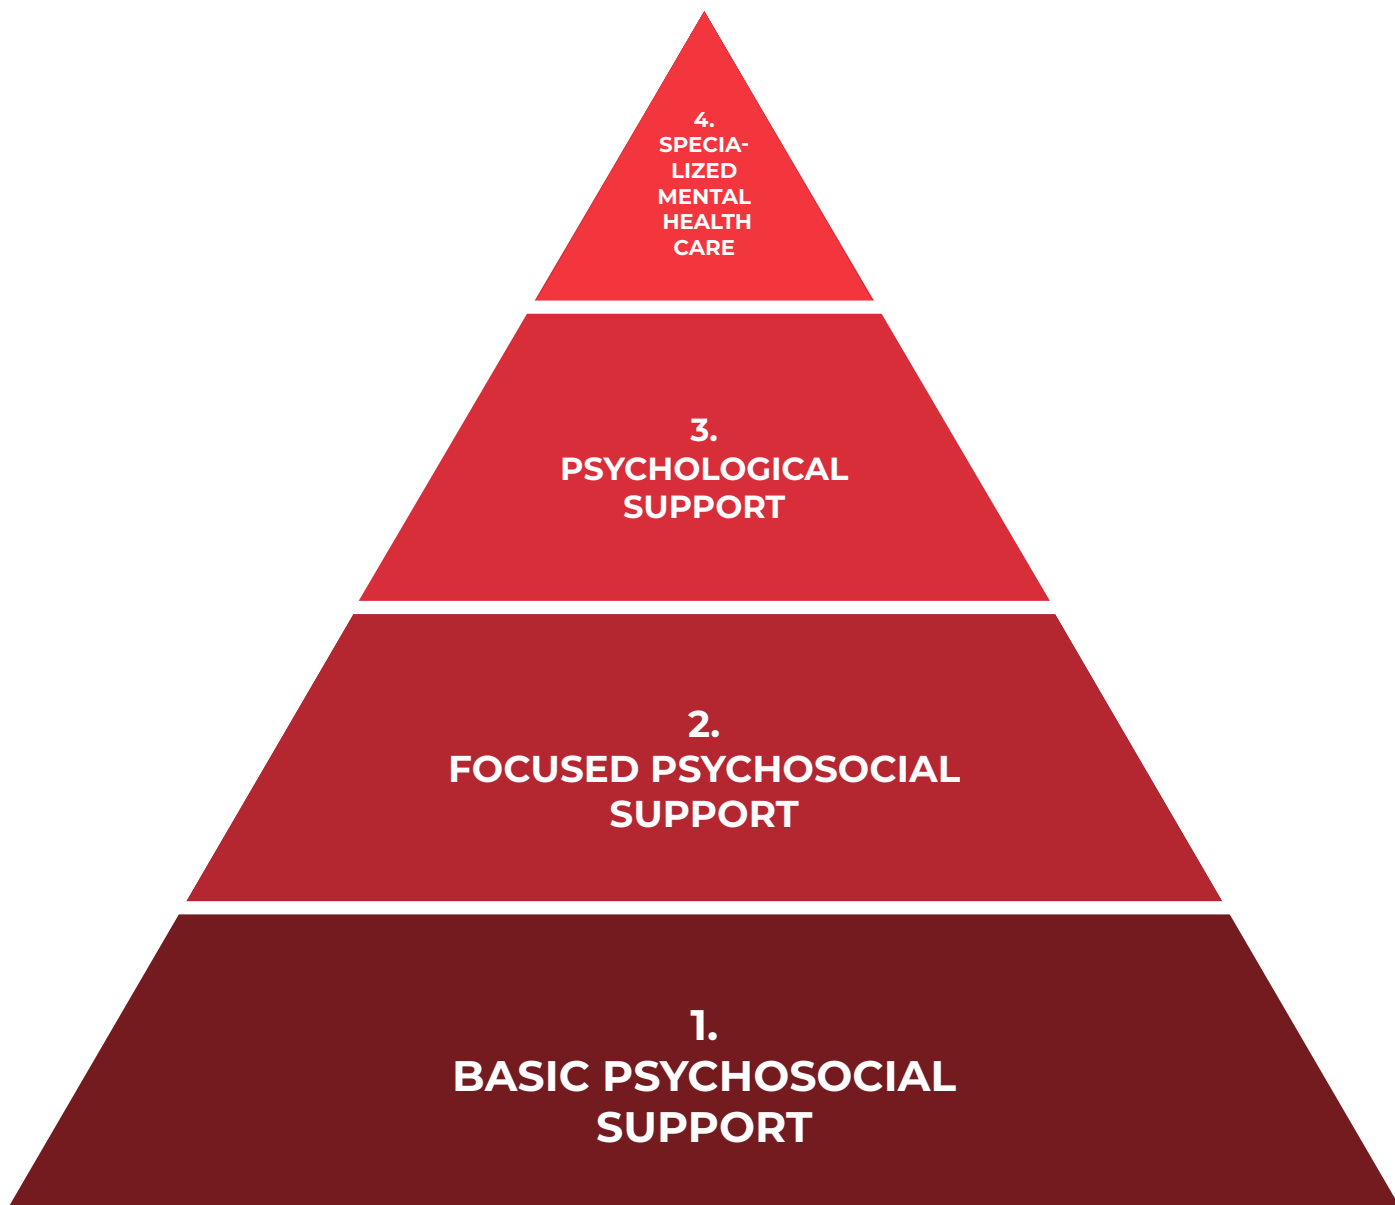 4.
SPECIA-
LIZED
MENTAL
HEALTH
CARE
3.
PSYCHOLOGICAL
SUPPORT
2.
FOCUSED PSYCHOSOCIAL
SUPPORT
1.
BASIC PSYCHOSOCIAL
SUPPORT